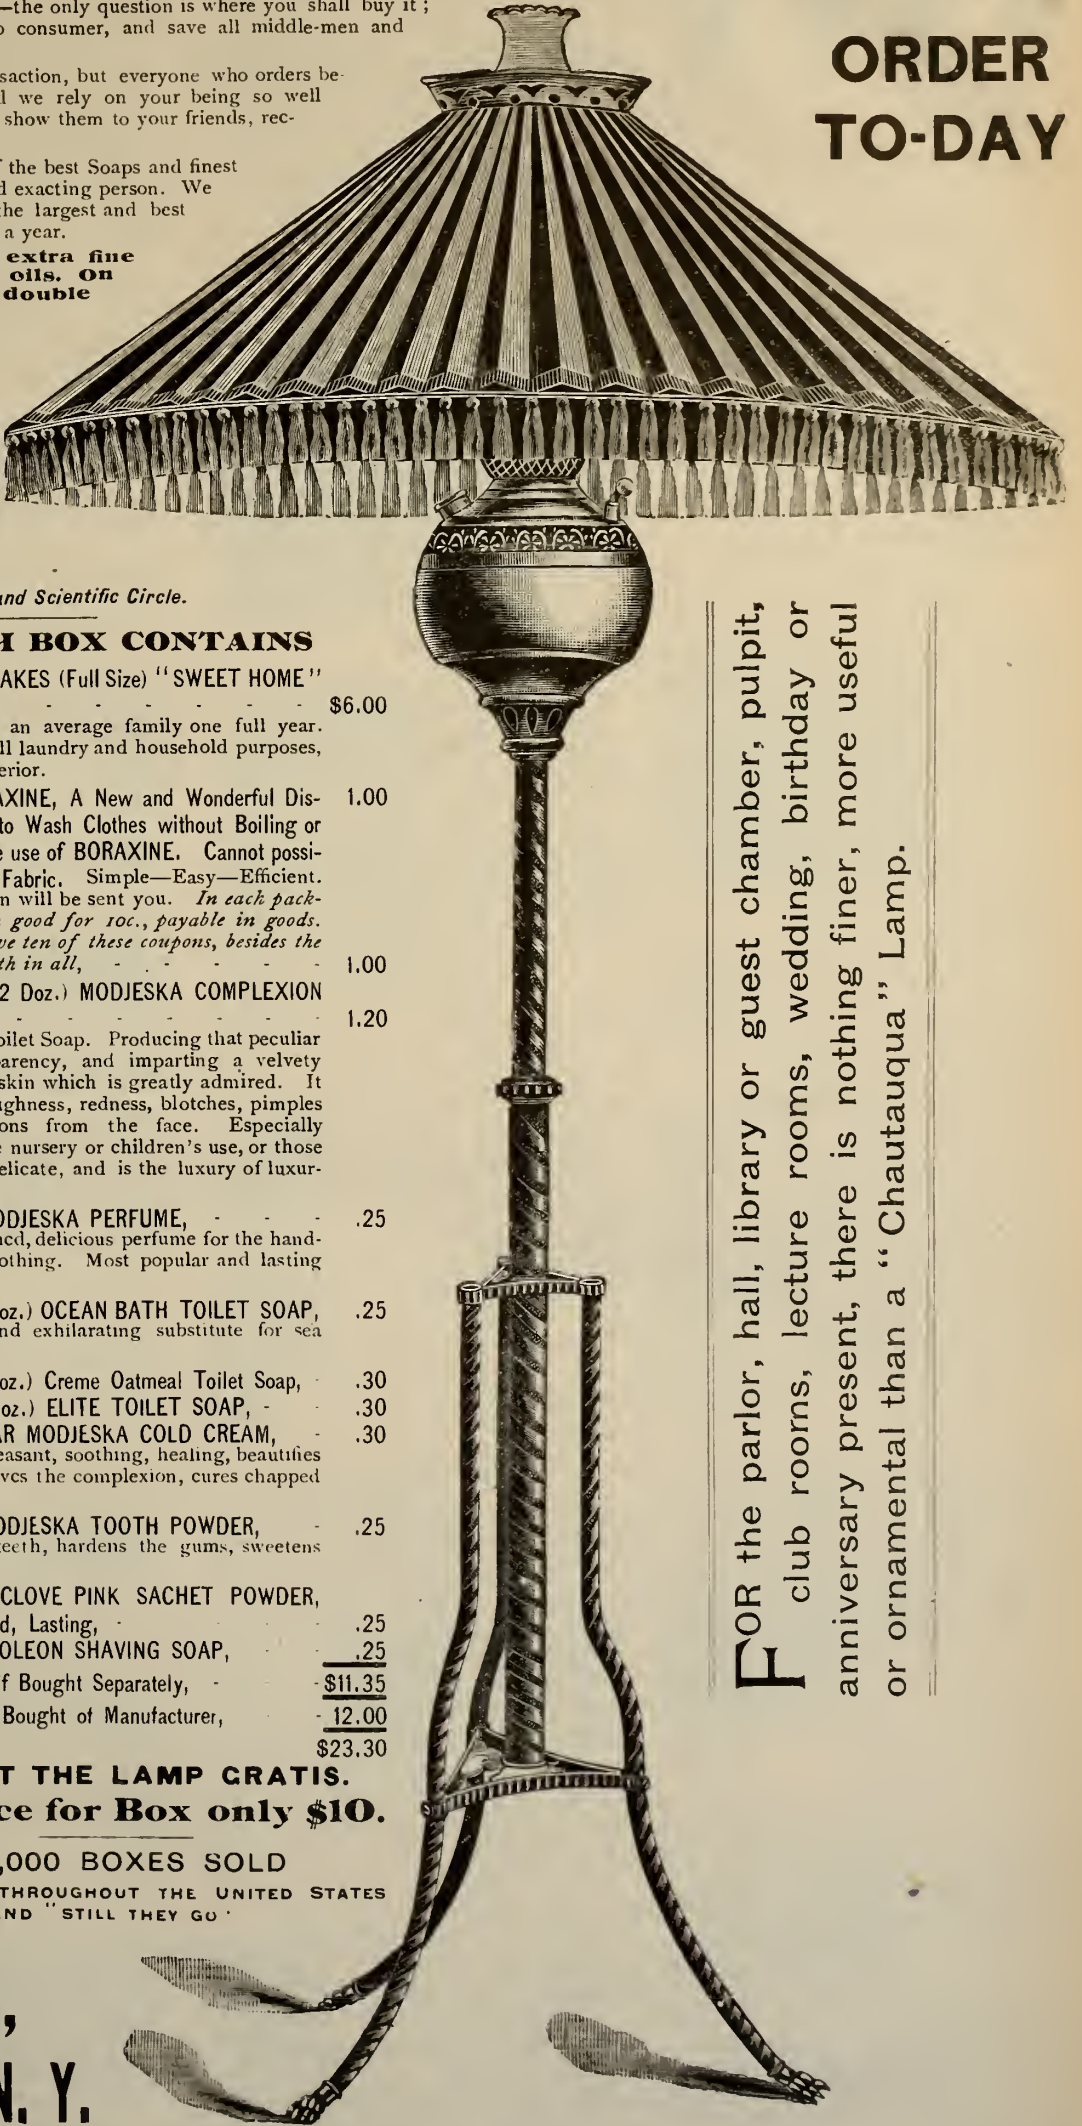 —the only question is where you shall buy it ;
consumer, and save all middle-men and
saction, but everyone who orders be-
we rely on your being so well
show them to your friends, rec-
the best Soaps and finest
exacting person. We
the largest and best
a year.
extra fine
oils. On
double
ORDER
TO-DAY
and Scientific Circle.
BOX CONTAINS
AKES (Full Size) "SWEET HOME"
- - - - - - $6.00
an average family one full year.
ll laundry and household purposes,
erior.
AXINE, A New and Wonderful Dis- 1.00
to Wash Clothes without Boiling or
use of BORAXINE. Cannot possi-
Fabric. Simple—Easy—Efficient.
n will be sent you. In each pack-
good for 10c., payable in goods.
ve ten of these coupons, besides the
th in all, - - - - - 1.00
2 Doz.) MODJESKA COMPLEXION
- - - - - - - 1.20
oilet Soap. Producing that peculiar
arency, and imparting a velvety
skin which is greatly admired. It
ughness, redness, blotches, pimples
ons from the face. Especially
nursery or children's use, or those
elicate, and is the luxury of luxur-
ODJESKA PERFUME, - - - .25
nced, delicious perfume for the hand-
othing. Most popular and lasting
oz.) OCEAN BATH TOILET SOAP, .25
nd exhilarating substitute for sea
oz.) Creme Oatmeal Toilet Soap, - .30
oz.) ELITE TOILET SOAP, - - .30
AR MODJESKA COLD CREAM, - .30
easant, soothing, healing, beautifies
ves the complexion, cures chapped
ODJESKA TOOTH POWDER, - .25
teeth, hardens the gums, sweetens
CLOVE PINK SACHET POWDER,
d, Lasting, - - - .25
OLEON SHAVING SOAP, - - .25
f Bought Separately, - - $11.35
Bought of Manufacturer, - 12.00
$23.30
T THE LAMP GRATIS.
ce for Box only $10.
,000 BOXES SOLD
THROUGHOUT THE UNITED STATES
ND "STILL THEY GO"
,
N. Y.
FOR the parlor, hall, library or guest chamber, pulpit,
club rooms, lecture rooms, wedding, birthday or
anniversary present, there is nothing finer, more useful
or ornamental than a "Chautauqua" Lamp.